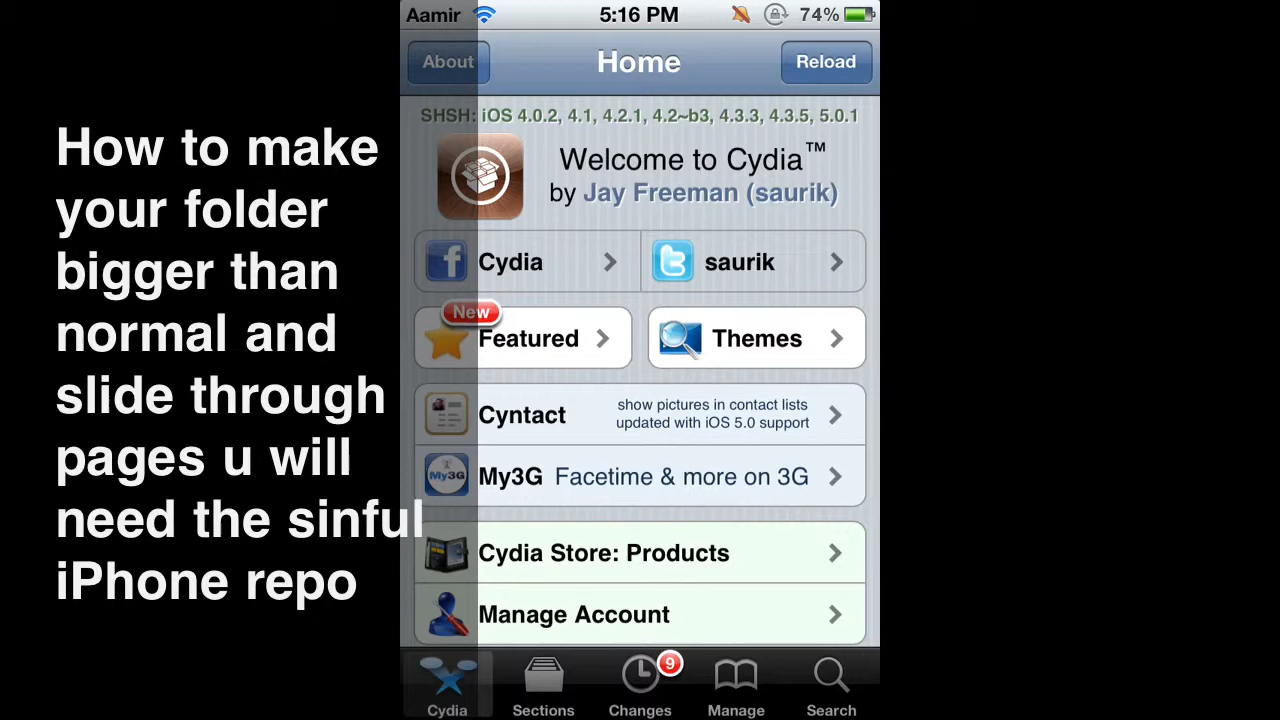 How to make
your folder
bigger than
normal and
slide through
pages u will
need the sinful
iPhone repo
Aamir 5:16 PM 74%
About Home Reload
SHSH: iOS 4.0.2, 4.1, 4.2.1, 4.2~b3, 4.3.3, 4.3.5, 5.0.1
Welcome to Cydia™
by Jay Freeman (saurik)
f Cydia t saurik
New
Featured Themes
Cyntact show pictures in contact lists
updated with iOS 5.0 support
My3G My3G Facetime & more on 3G
Cydia Store: Products
Manage Account
9
Cydia Sections Changes Manage Search